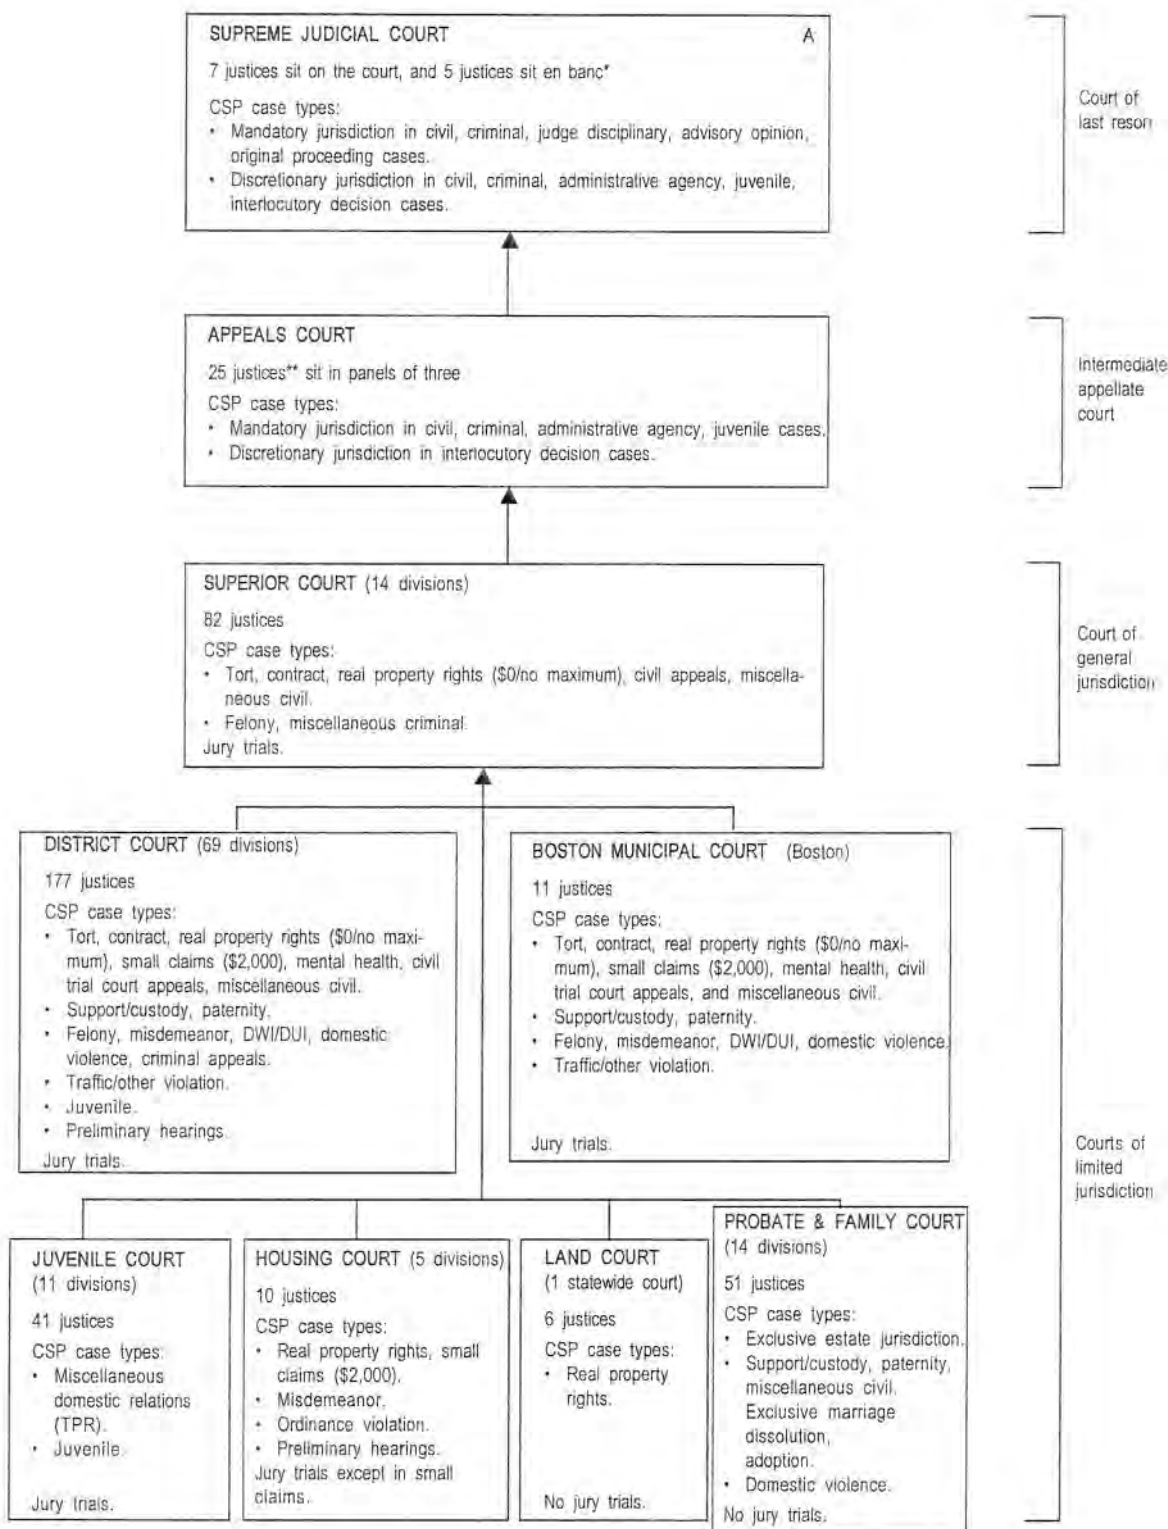 SUPREME JUDICIAL COURT A
7 justices sit on the court, and 5 justices sit en banc*
CSP case types:
• Mandatory jurisdiction in civil, criminal, judge disciplinary, advisory opinion,
original proceeding cases.
• Discretionary jurisdiction in civil, criminal, administrative agency, juvenile,
interlocutory decision cases.
Court of
last resort
APPEALS COURT
25 justices** sit in panels of three
CSP case types:
• Mandatory jurisdiction in civil, criminal, administrative agency, juvenile cases.
• Discretionary jurisdiction in interlocutory decision cases.
Intermediate
appellate
court
SUPERIOR COURT (14 divisions)
82 justices
CSP case types:
• Tort, contract, real property rights ($0/no maximum), civil appeals, miscella-
neous civil.
• Felony, miscellaneous criminal.
Jury trials.
Court of
general
jurisdiction
DISTRICT COURT (69 divisions)
177 justices
CSP case types:
• Tort, contract, real property rights ($0/no maxi-
mum), small claims ($2,000), mental health, civil
trial court appeals, miscellaneous civil.
• Support/custody, paternity.
• Felony, misdemeanor, DWI/DUI, domestic
violence, criminal appeals.
• Traffic/other violation.
• Juvenile.
• Preliminary hearings.
Jury trials.
BOSTON MUNICIPAL COURT (Boston)
11 justices
CSP case types:
• Tort, contract, real property rights ($0/no maxi-
mum), small claims ($2,000), mental health, civil
trial court appeals, and miscellaneous civil.
• Support/custody, paternity.
• Felony, misdemeanor, DWI/DUI, domestic violence.
• Traffic/other violation.
Jury trials.
Courts of
limited
jurisdiction
JUVENILE COURT
(11 divisions)
41 justices
CSP case types:
• Miscellaneous
domestic relations
(TPR).
• Juvenile.
Jury trials.
HOUSING COURT (5 divisions)
10 justices
CSP case types:
• Real property rights, small
claims ($2,000).
• Misdemeanor.
• Ordinance violation.
• Preliminary hearings.
Jury trials except in small
claims.
LAND COURT
(1 statewide court)
6 justices
CSP case types:
• Real property
rights.
No jury trials.
PROBATE & FAMILY COURT
(14 divisions)
51 justices
CSP case types:
• Exclusive estate jurisdiction.
• Support/custody, paternity,
miscellaneous civil.
Exclusive marriage
dissolution,
adoption.
• Domestic violence.
No jury trials.